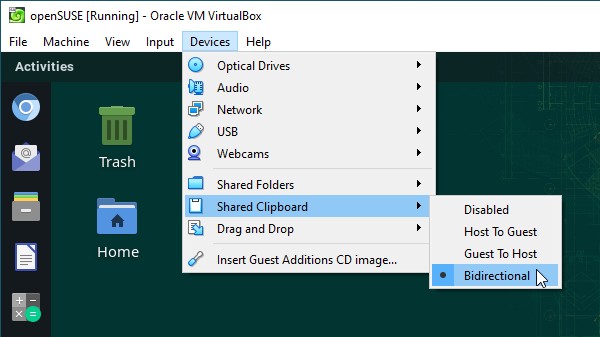 openSUSE [Running] - Oracle VM VirtualBox
File Machine View Input Devices Help
Activities
Optical Drives
Audio
Network
USB
Webcams
Trash
Shared Folders
Shared Clipboard
Drag and Drop
Insert Guest Additions CD image...
Home
Disabled
Host To Guest
Guest To Host
Bidirectional